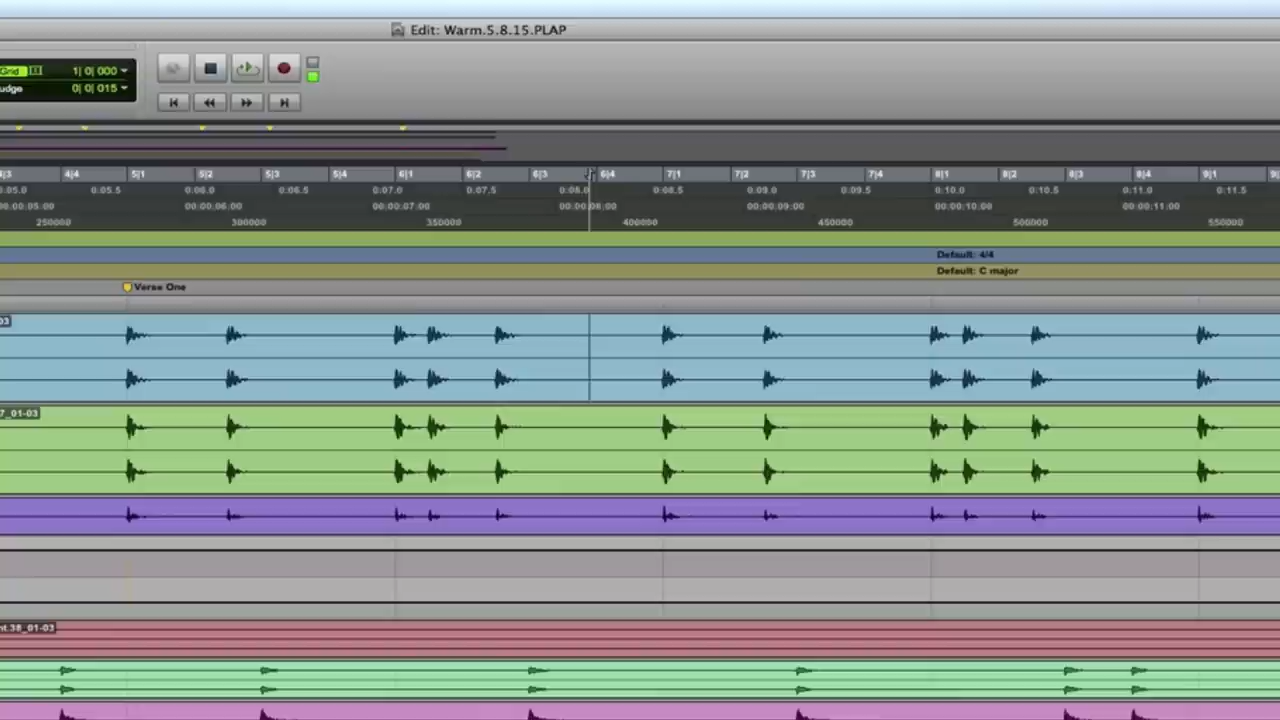 Edit: Warm.5.8.15.PLAP
Grid 1| 0| 000
udge 0| 0| 015
4|3 4|4 5|1 5|2 5|3 5|4 6|1 6|2 6|3 6|4 7|1 7|2 7|3 7|4 8|1 8|2 8|3 8|4 9|1
0:05.0 0:05.5 0:06.0 0:06.5 0:07.0 0:07.5 0:08.0 0:08.5 0:09.0 0:09.5 0:10.0 0:10.5 0:11.0 0:11.5
00:00:05:00 00:00:06:00 00:00:07:00 00:00:08:00 00:00:09:00 00:00:10:00 00:00:11:00
250000 300000 350000 400000 450000 500000 550000
Default: 4/4
Default: C major
Verse One
03
7_01-03
nt.38_01-03